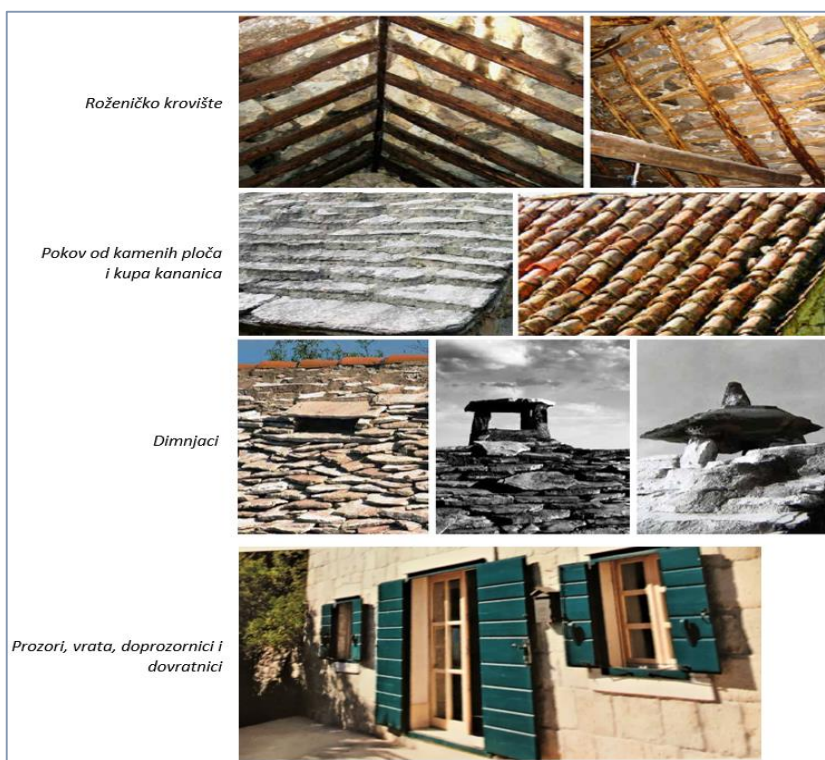 Roženičko krovište
Pokov od kamenih ploča
i kupa kananica
Dimnjaci
Prozori, vrata, doprozornici i
dovratnici